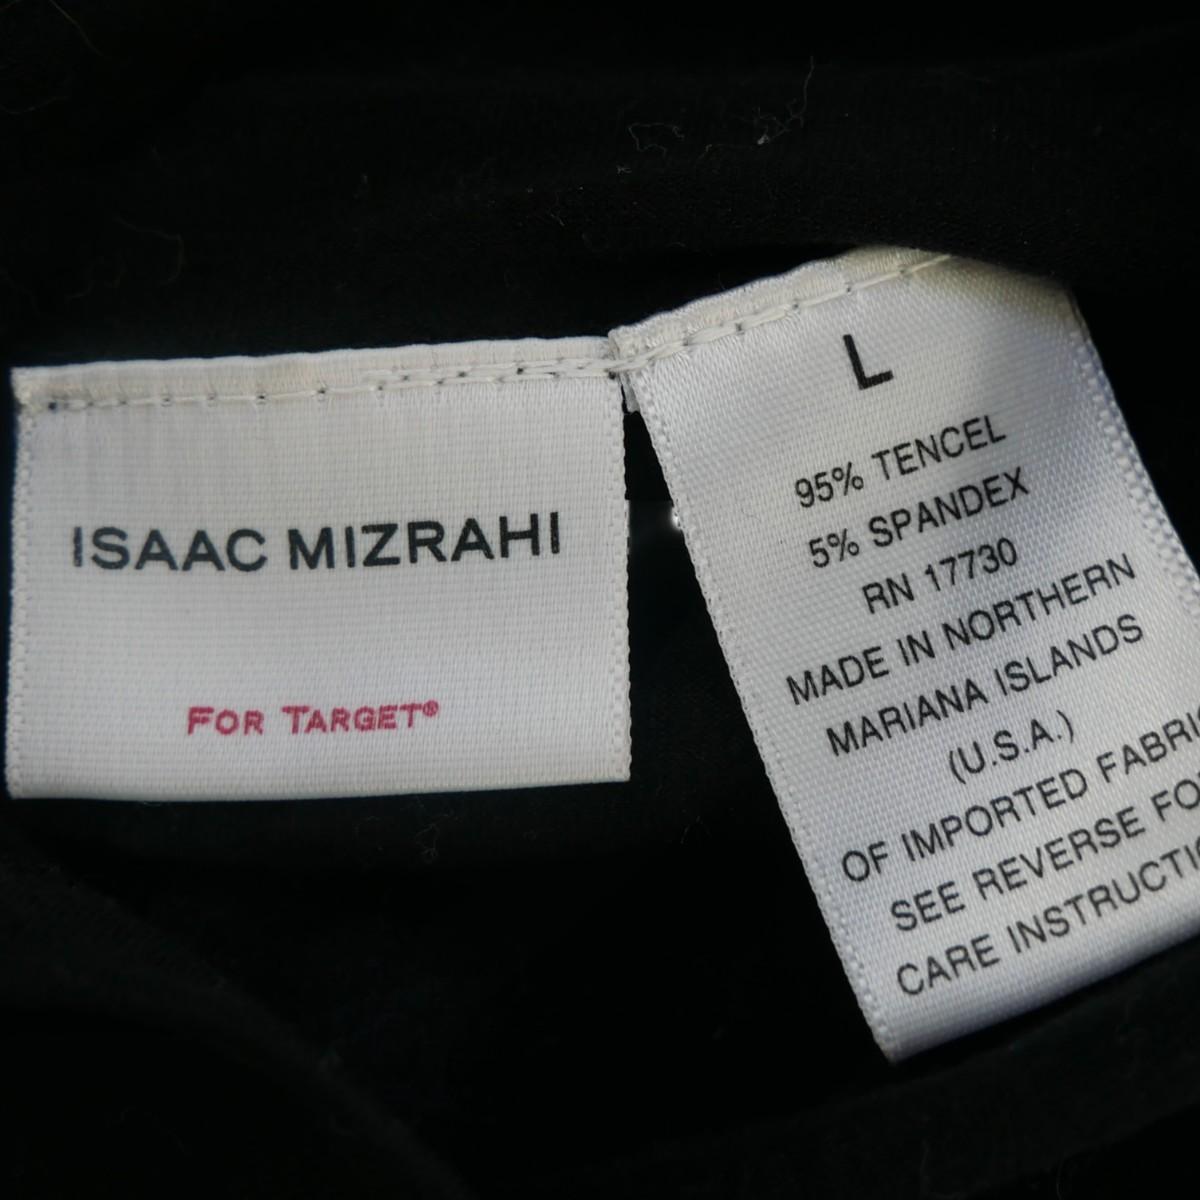 ISAAC MIZRAHI
FOR TARGET®
L
95% TENCEL
5% SPANDEX
RN 17730
MADE IN NORTHERN
MARIANA ISLANDS
(U.S.A.)
OF IMPORTED FABRI
SEE REVERSE FO
CARE INSTRUCTI